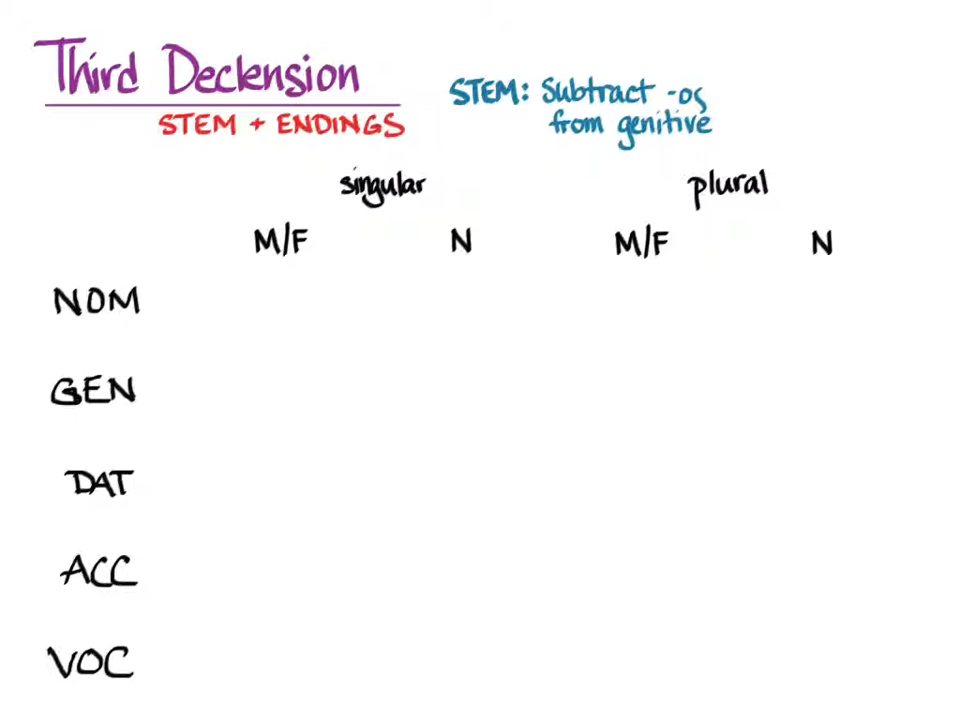 Third Declension
STEM + ENDINGS
STEM: Subtract -ος
from genitive
singular plural
M/F N M/F N
NOM
GEN
DAT
ACC
VOC